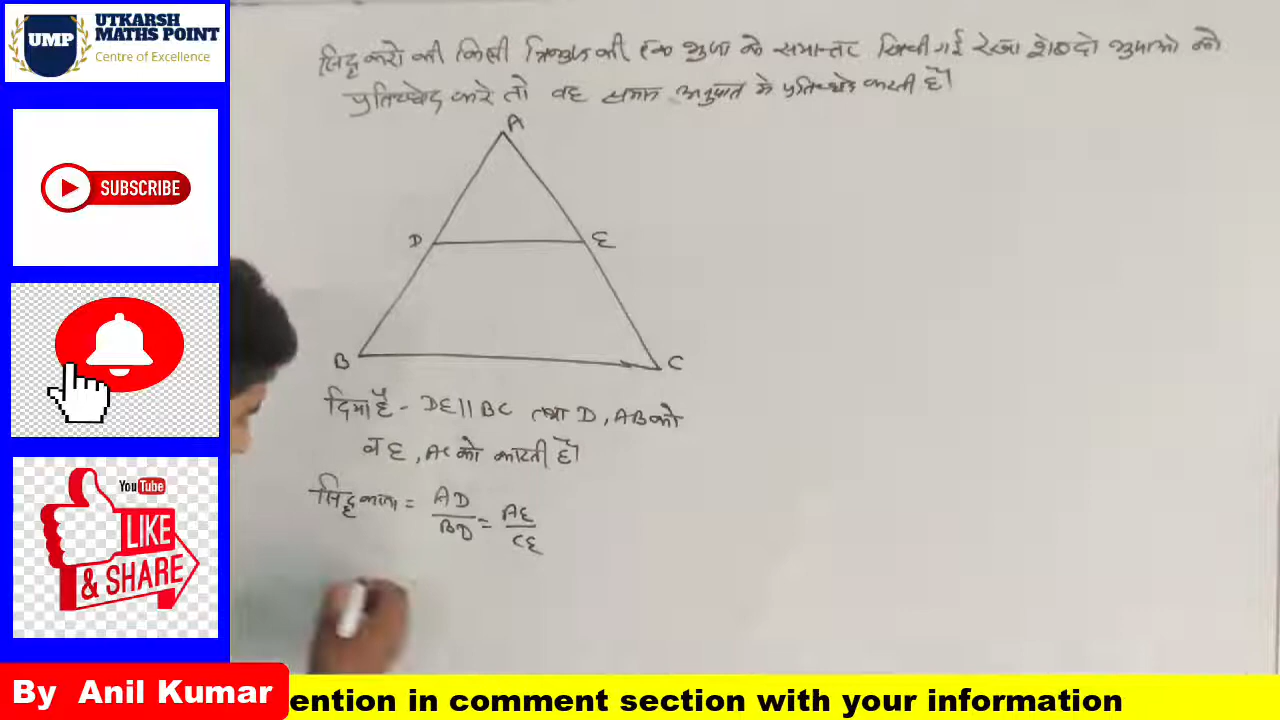 UTKARSH
MATHS POINT
UMP
Centre of Excellence
SUBSCRIBE
YouTube
LIKE
& SHARE
By Anil Kumar
ention in comment section with your information
सिद्ध करो की किसी त्रिभुज की एक भुजा के समान्तर खिची गई रेखा शेष दो भुजाओ को
प्रतिच्छेद करे तो वह समान अनुपात मे प्रतिच्छेद करती है।
A
D E
B C
दिया है - DE || BC तथा D, AB को
व E, AC को काटती है।
सिद्ध करना = AD/BD = AE/CE